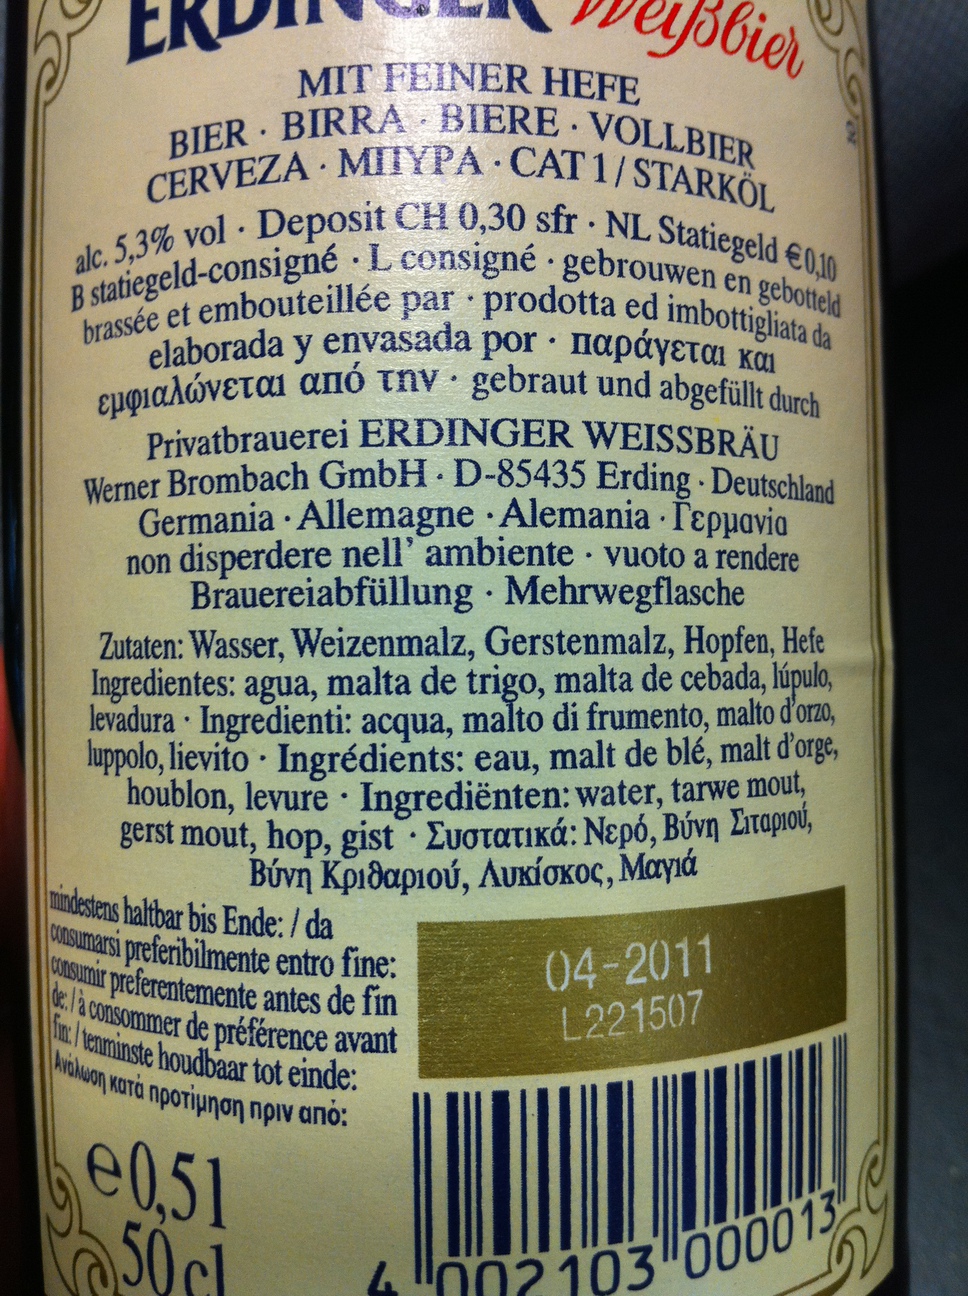 ERDINGER Weißbier
MIT FEINER HEFE
BIER · BIRRA · BIERE · VOLLBIER
CERVEZA · ΜΠΥΡΑ · CAT 1 / STARKÖL
alc. 5,3% vol · Deposit CH 0,30 sfr · NL Statiegeld €0,10
B statiegeld-consigné · L consigné · gebrouwen en gebotteld
brassée et embouteillée par · prodotta ed imbottigliata da
elaborada y envasada por · παράγεται και
εμφιαλώνεται από την · gebraut und abgefüllt durch
Privatbrauerei ERDINGER WEISSBRÄU
Werner Brombach GmbH · D-85435 Erding · Deutschland
Germania · Allemagne · Alemania · Γερμανία
non disperdere nell' ambiente · vuoto a rendere
Brauereiabfüllung · Mehrwegflasche
Zutaten: Wasser, Weizenmalz, Gerstenmalz, Hopfen, Hefe
Ingredientes: agua, malta de trigo, malta de cebada, lúpulo,
levadura · Ingredienti: acqua, malto di frumento, malto d'orzo,
luppolo, lievito · Ingrédients: eau, malt de blé, malt d'orge,
houblon, levure · Ingrediënten: water, tarwe mout,
gerst mout, hop, gist · Συστατικά: Νερό, Βύνη Σιταριού,
Βύνη Κριθαριού, Λυκίσκος, Μαγιά
mindestens haltbar bis Ende: / da
consumarsi preferibilmente entro fine:
consumir preferentemente antes de fin
de: / à consommer de préférence avant
fin: / tenminste houdbaar tot einde:
Ανάλωση κατά προτίμηση πριν από:
04-2011
L221507
℮0,5l
50cl
4 002103 000013